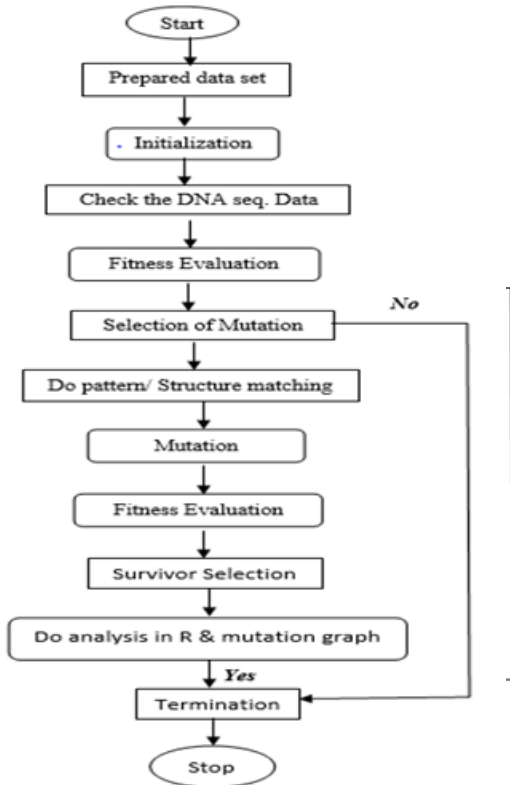 Start
Prepared data set
Initialization
Check the DNA seq. Data
Fitness Evaluation
No
Selection of Mutation
Do pattern/ Structure matching
Mutation
Fitness Evaluation
Survivor Selection
Do analysis in R & mutation graph
Yes
Termination
Stop